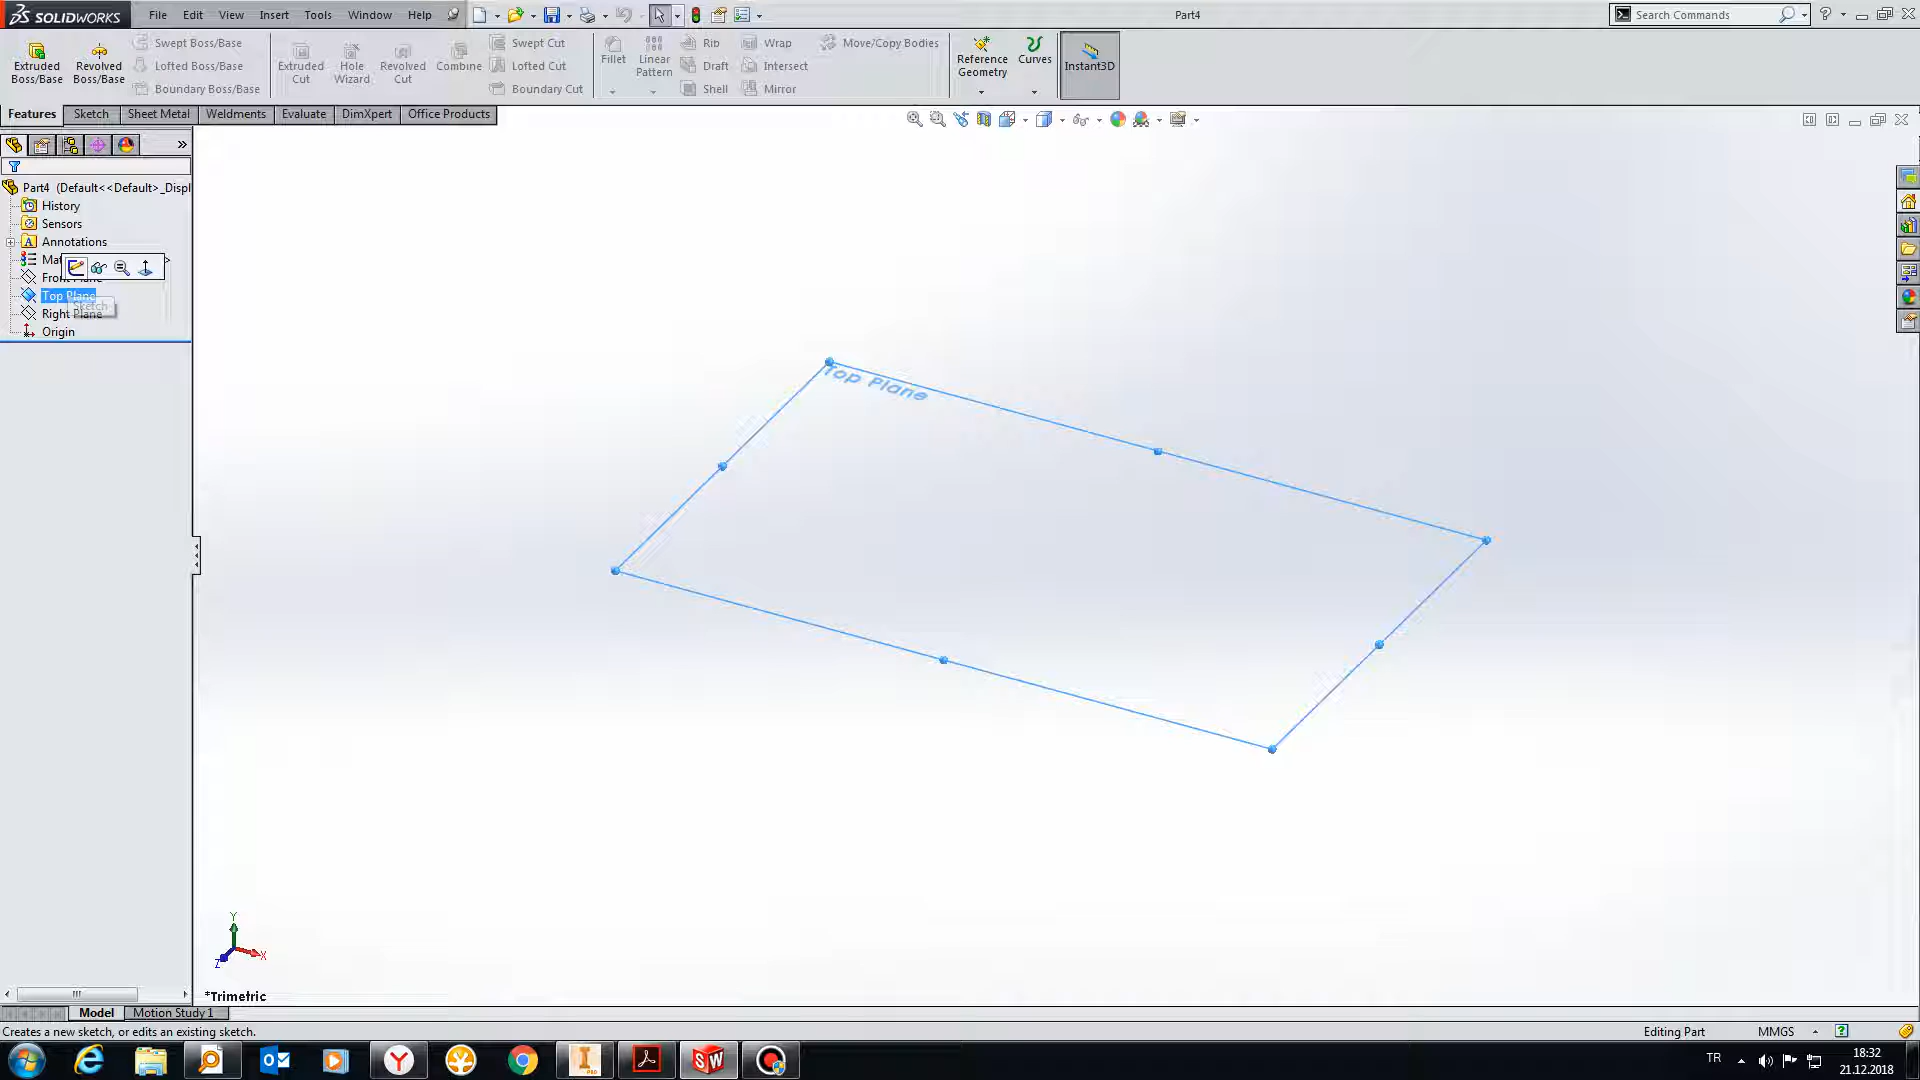 SOLIDWORKS File Edit View Insert Tools Window Help Part4 Search Commands
Extruded Boss/Base
Revolved Boss/Base
Swept Boss/Base
Lofted Boss/Base
Boundary Boss/Base
Extruded Cut
Hole Wizard
Revolved Cut
Combine
Swept Cut
Lofted Cut
Boundary Cut
Fillet
Linear Pattern
Rib
Draft
Shell
Wrap
Intersect
Mirror
Move/Copy Bodies
Reference Geometry
Curves
Instant3D
Features Sketch Sheet Metal Weldments Evaluate DimXpert Office Products
Part4 (Default<<Default>_Displ
History
Sensors
Annotations
Mat
Front Plane
Top Plane
Sketch
Right Plane
Origin
Top Plane
Y
X
Z
*Trimetric
Model Motion Study 1
Creates a new sketch, or edits an existing sketch. Editing Part MMGS
TR 18:32
21.12.2018